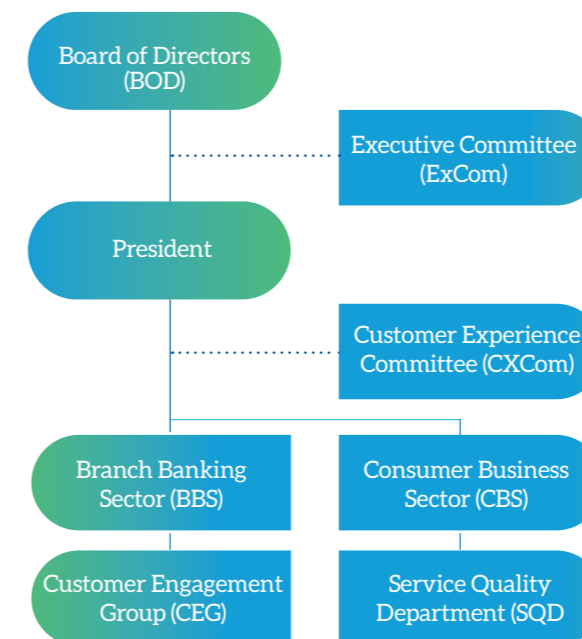 Board of Directors
(BOD)
Executive Committee
(ExCom)
President
Customer Experience
Committee (CXCom)
Branch Banking
Sector (BBS)
Consumer Business
Sector (CBS)
Customer Engagement
Group (CEG)
Service Quality
Department (SQD